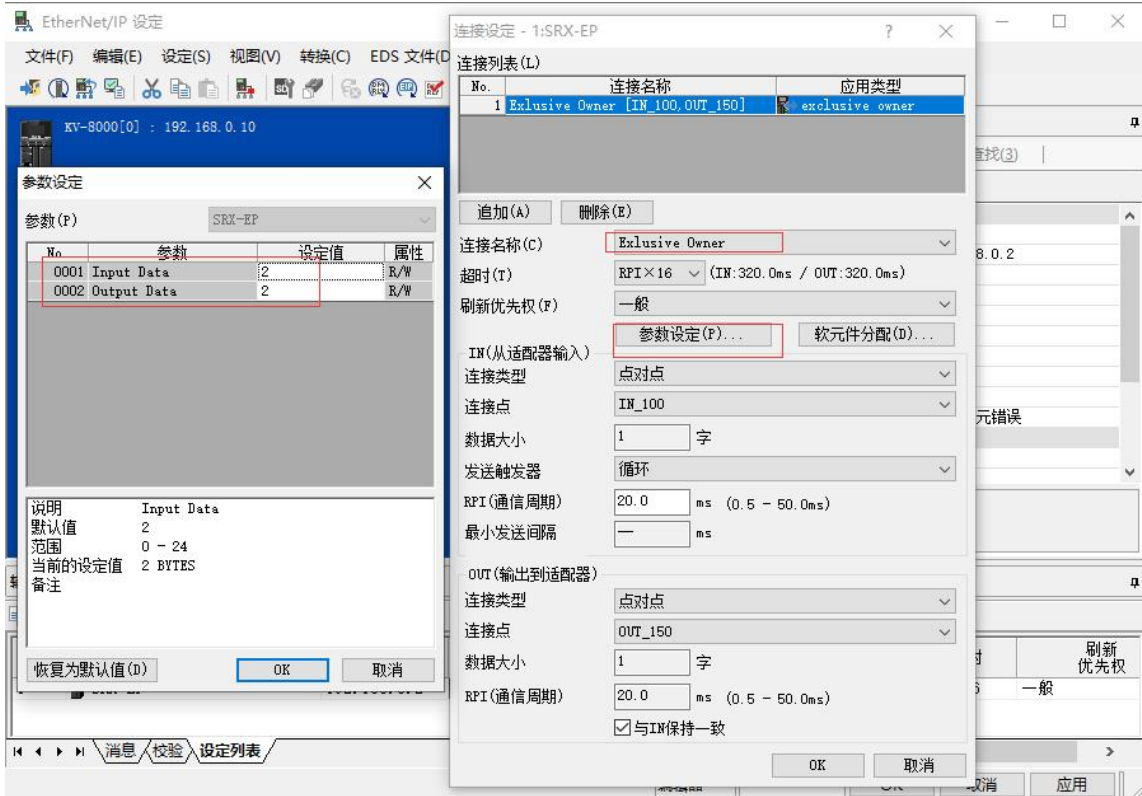 EtherNet/IP 设定
文件(F) 编辑(E) 设定(S) 视图(V) 转换(C) EDS 文件(D
KV-8000[0] : 192.168.0.10
参数设定
参数(P) SRX-EP
No. 参数 设定值 属性
0001 Input Data 2 R/W
0002 Output Data 2 R/W
说明 Input Data
默认值 2
范围 0 - 24
当前的设定值 2 BYTES
备注
恢复为默认值(D) OK 取消
消息 校验 设定列表
连接设定 - 1:SRX-EP
连接列表(L)
No. 连接名称 应用类型
1 Exlusive Owner [IN_100,OUT_150] exclusive owner
追加(A) 删除(E)
连接名称(C) Exlusive Owner
超时(T) RPI×16 (IN:320.0ms / OUT:320.0ms)
刷新优先权(F) 一般
参数设定(P)... 软元件分配(D)...
IN(从适配器输入)
连接类型 点对点
连接点 IN_100
数据大小 1 字
发送触发器 循环
RPI(通信周期) 20.0 ms (0.5 - 50.0ms)
最小发送间隔 — ms
OUT(输出到适配器)
连接类型 点对点
连接点 OUT_150
数据大小 1 字
RPI(通信周期) 20.0 ms (0.5 - 50.0ms)
与IN保持一致
OK 取消
查找(3)
8.0.2
元错误
刷新
优先权
一般
取消 应用